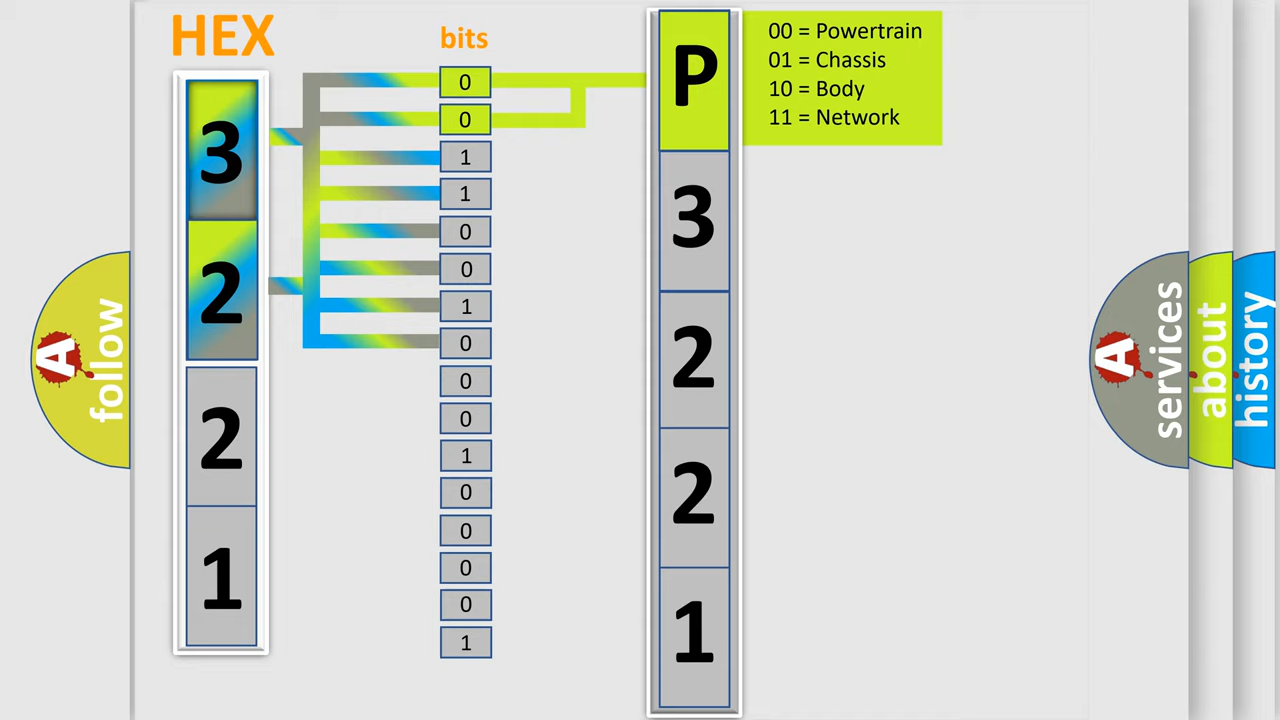 HEX
bits
3
2
2
1
0
0
1
1
0
0
1
0
0
0
1
0
0
0
0
1
P
3
2
2
1
00 = Powertrain
01 = Chassis
10 = Body
11 = Network
A
follow
A
services
about
history